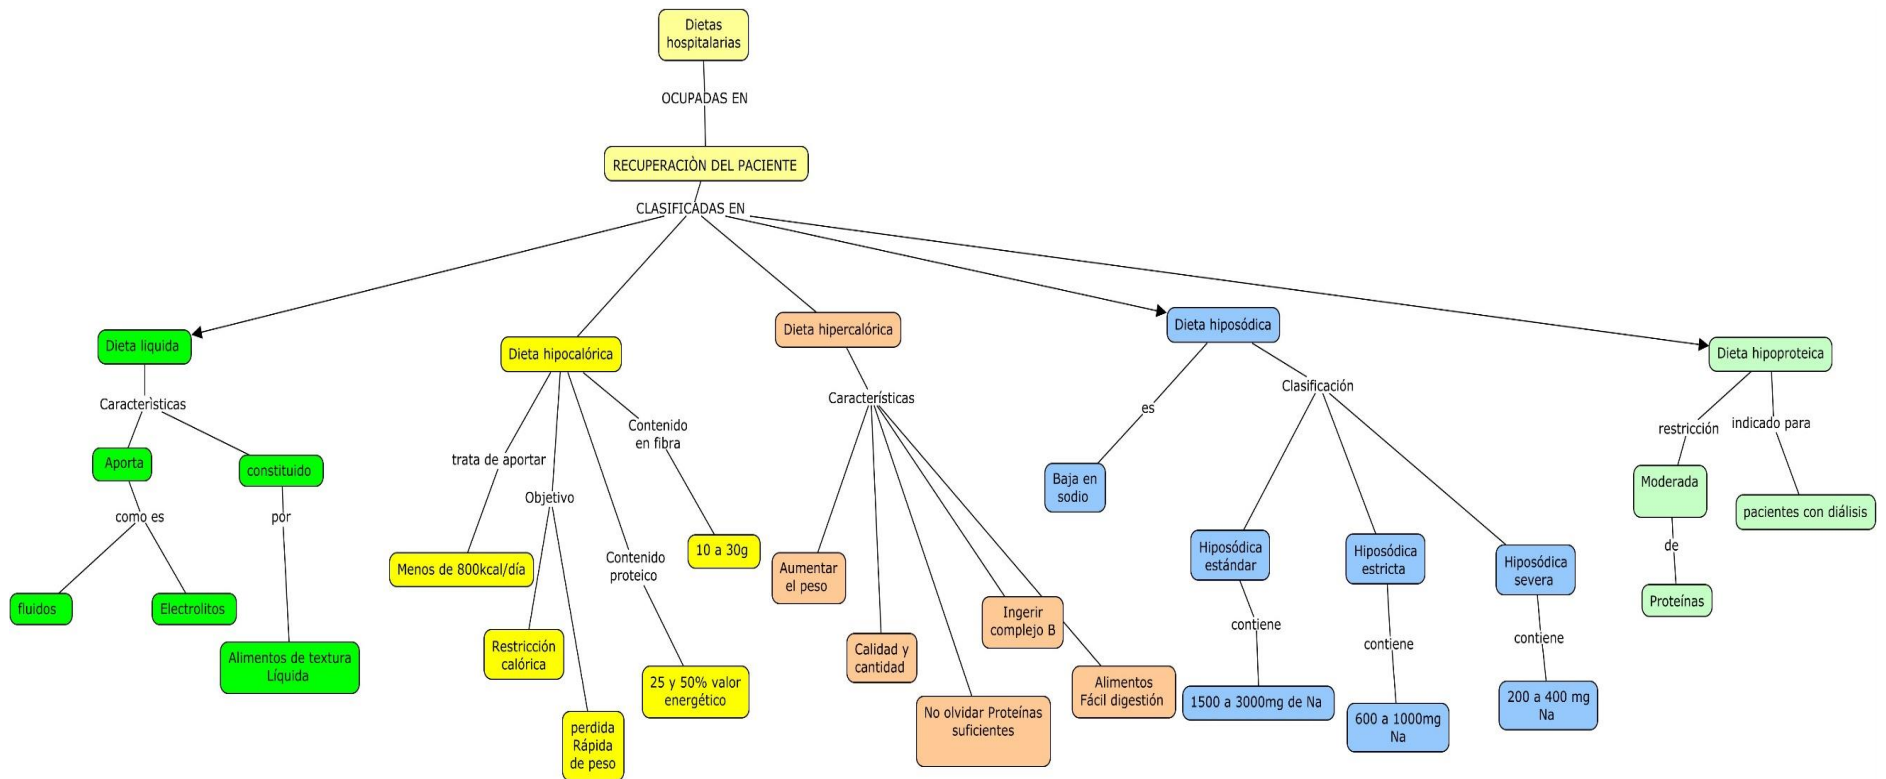 Dietas
hospitalarias
OCUPADAS EN
RECUPERACIÒN DEL PACIENTE
CLASIFICADAS EN
Dieta liquida
Caracterìsticas
Aporta
como es
fluidos
Electrolitos
constituido
por
Alimentos de textura
Líquida
Dieta hipocalórica
trata de aportar
Menos de 800kcal/día
Objetivo
Restricción
calórica
perdida
Rápida
de peso
Contenido
proteico
25 y 50% valor
energético
Contenido
en fibra
10 a 30g
Dieta hipercalórica
Características
Aumentar
el peso
Calidad y
cantidad
No olvidar Proteínas
suficientes
Ingerir
complejo B
Alimentos
Fácil digestión
Dieta hiposódica
es
Baja en
sodio
Clasificación
Hiposódica
estándar
contiene
1500 a 3000mg de Na
Hiposódica
estricta
contiene
600 a 1000mg
Na
Hiposódica
severa
contiene
200 a 400 mg
Na
Dieta hipoproteica
restricción
Moderada
de
Proteínas
indicado para
pacientes con diálisis